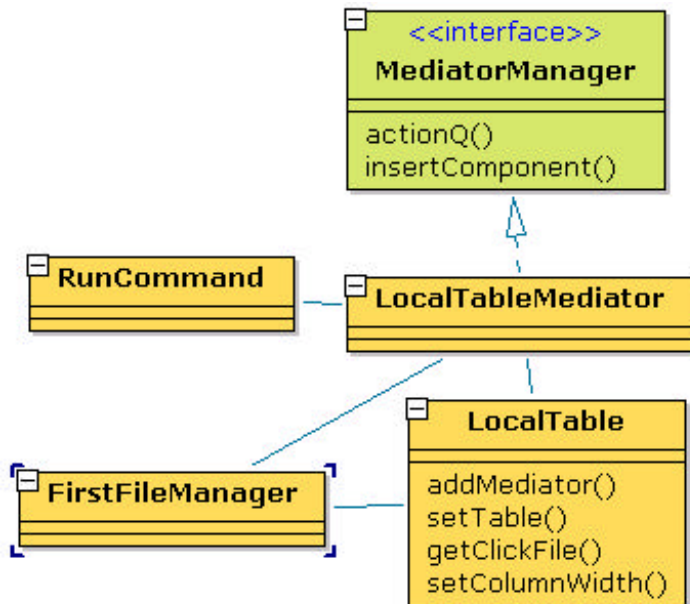 <<interface>>
MediatorManager
actionQ()
insertComponent()
RunCommand
LocalTableMediator
LocalTable
addMediator()
setTable()
getClickFile()
setColumnWidth()
FirstFileManager